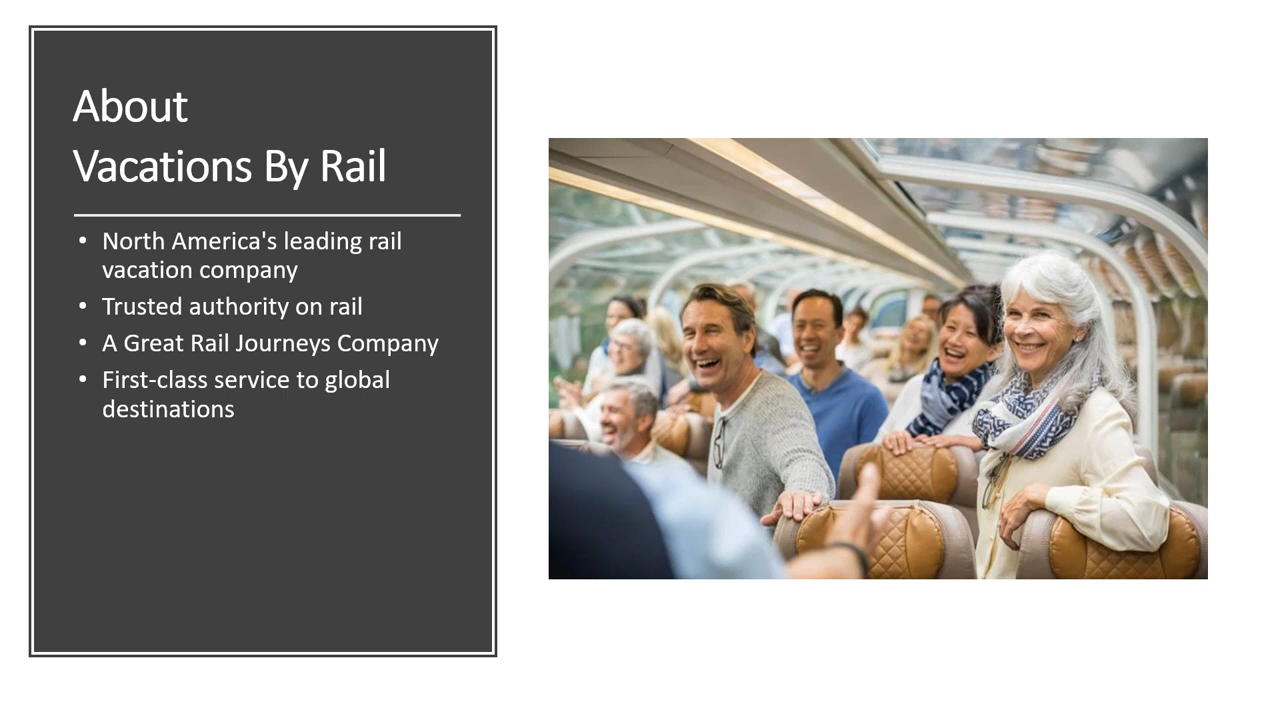 About
Vacations By Rail
• North America's leading rail
vacation company
• Trusted authority on rail
• A Great Rail Journeys Company
• First-class service to global
destinations